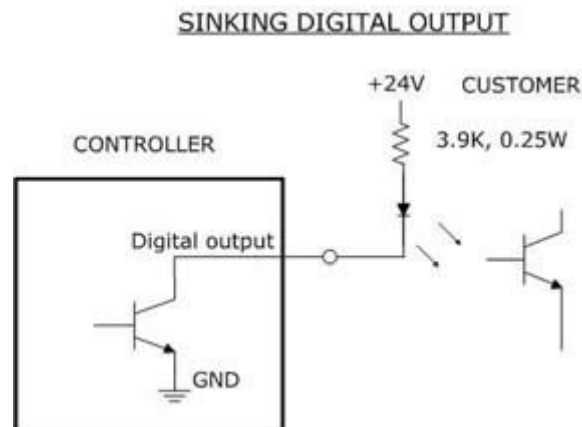 SINKING DIGITAL OUTPUT
+24V
CUSTOMER
3.9K, 0.25W
CONTROLLER
Digital output
GND